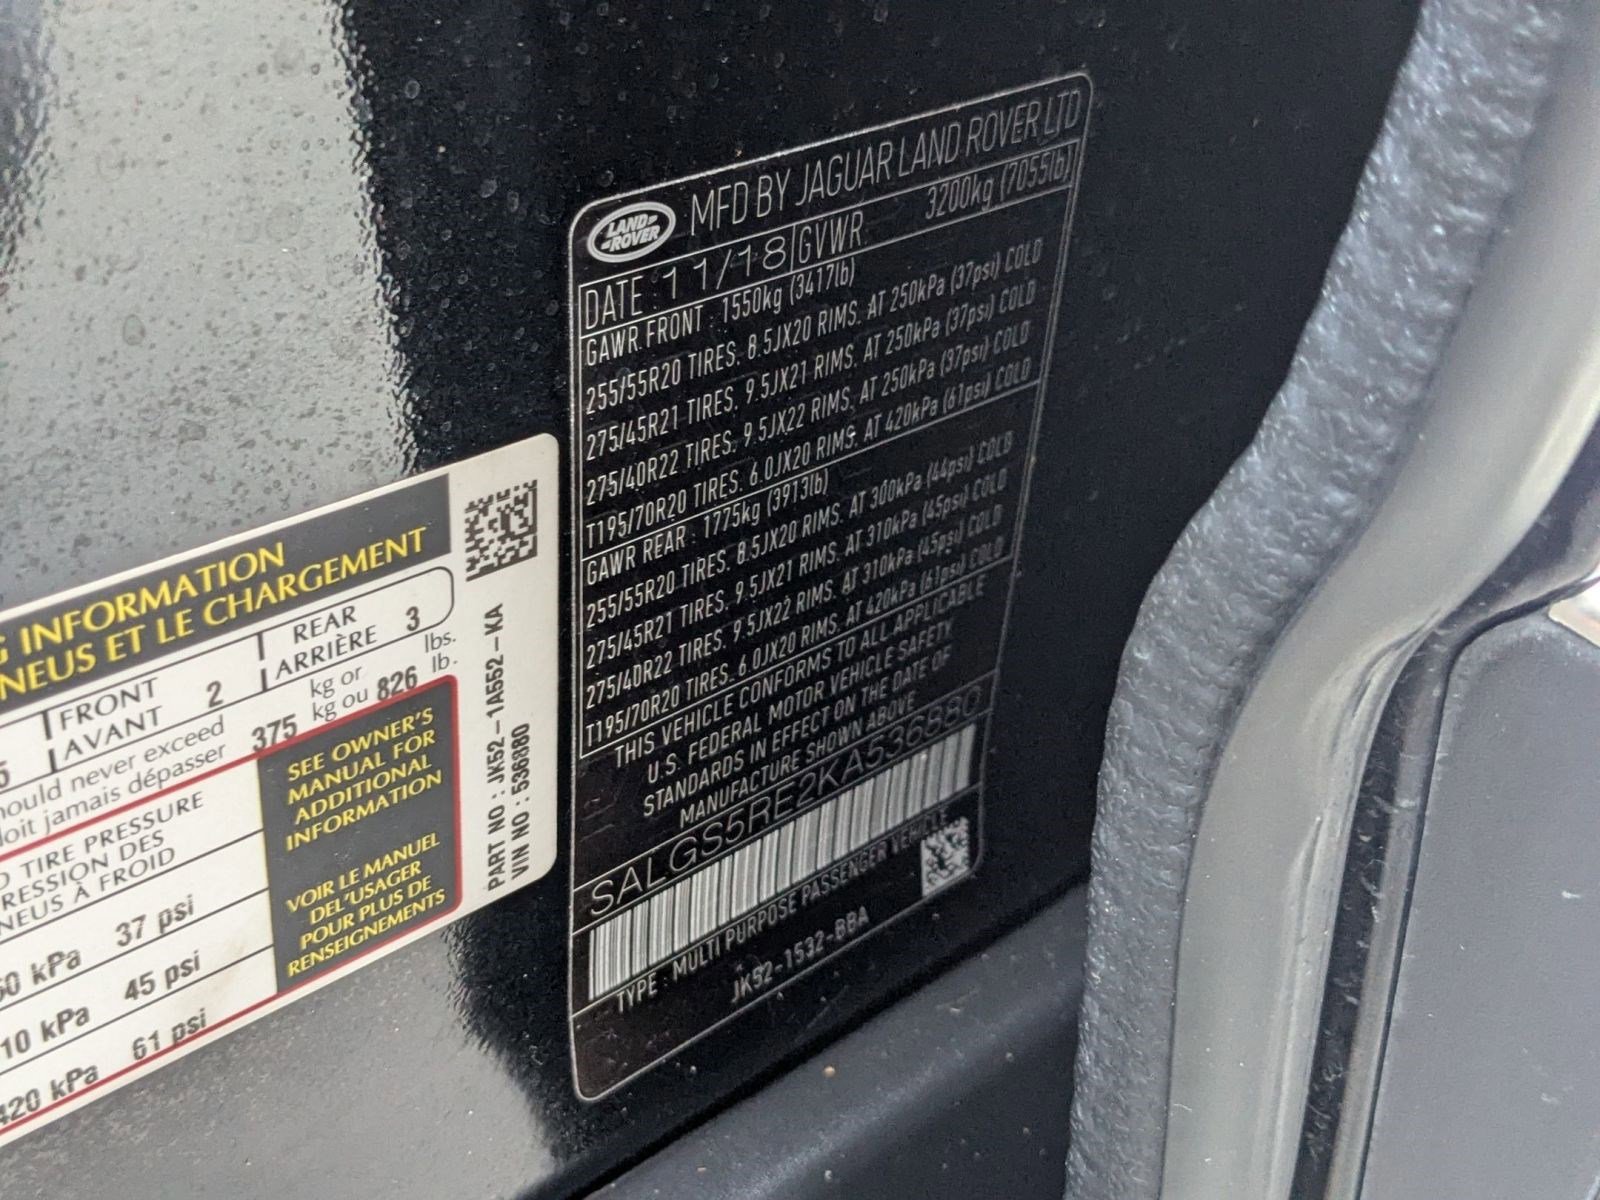 G INFORMATION
NEUS ET LE CHARGEMENT
5 FRONT AVANT 2 REAR ARRIÈRE 3
hould never exceed 375 kg or 826 lbs.
oit jamais dépasser kg ou lb.
D TIRE PRESSURE
RESSION DES
NEUS À FROID
37 psi
10 kPa 45 psi
420 kPa 61 psi
SEE OWNER'S
MANUAL FOR
ADDITIONAL
INFORMATION
VOIR LE MANUEL
DEL'USAGER
POUR PLUS DE
RENSEIGNEMENTS
PART NO : JK52-1A552-KA
VIN NO : 536880
LAND-
-ROVER
MFD BY JAGUAR LAND ROVER LTD
DATE : 11/18 GVWR 3200kg (7055lb)
GAWR FRONT : 1550kg (3417lb)
255/55R20 TIRES. 8.5JX20 RIMS. AT 250kPa (37psi) COLD
275/45R21 TIRES. 9.5JX21 RIMS. AT 250kPa (37psi) COLD
275/40R22 TIRES. 9.5JX22 RIMS. AT 250kPa (37psi) COLD
T195/70R20 TIRES. 6.0JX20 RIMS. AT 420kPa (61psi) COLD
GAWR REAR : 1775kg (3913lb)
255/55R20 TIRES. 8.5JX20 RIMS. AT 300kPa (44psi) COLD
275/45R21 TIRES. 9.5JX21 RIMS. AT 310kPa (45psi) COLD
275/40R22 TIRES. 9.5JX22 RIMS. AT 310kPa (45psi) COLD
T195/70R20 TIRES. 6.0JX20 RIMS. AT 420kPa (61psi) COLD
THIS VEHICLE CONFORMS TO ALL APPLICABLE
U.S. FEDERAL MOTOR VEHICLE SAFETY
STANDARDS IN EFFECT ON THE DATE OF
MANUFACTURE SHOWN ABOVE
SALGS5RE2KA536880
TYPE : MULTI PURPOSE PASSENGER VEHICLE
JK52-1532-BBA